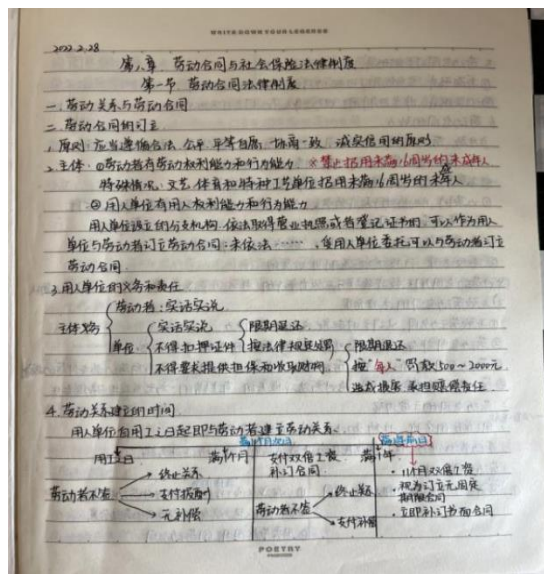 WRITE DOWN YOUR LEGENDS
2022.2.28
第八章 劳动合同与社会保险法律制度
第一节 劳动合同法律制度
一、劳动关系与劳动合同
二、劳动合同的订立
1. 原则：应当遵循合法、公平、平等自愿、协商一致、诚实信用的原则
2. 主体：①劳动者有劳动权利能力和行为能力 ※禁止招用未满16周岁的未成年人
特殊情况：文艺、体育和特种工艺单位招用未满16周岁的未成年人
②用人单位有用人权利能力和行为能力
用人单位设立的分支机构，依法取得营业执照或者登记证书的，可以作为用人
单位与劳动者订立劳动合同；未依法……，受用人单位委托可以与劳动者订立
劳动合同.
3. 用人单位的义务和责任
劳动者：实话实说
主体义务
单位：
实话实说
不得扣押证件
限期退还
按法律规定处罚
不得要求提供担保而收取财物
限期退还
按"每人"罚款500~2000元
造成损害承担赔偿责任
4. 劳动关系建立的时间
用人单位自用工之日起即与劳动者建立劳动关系.
用工日 满1个月 满1个月次日 支付双倍工资 补订合同. 满1年 满1年前1日
劳动者不签
终止关系
支付报酬
无补偿
劳动者不签
终止关系
支付补偿
· 11个月双倍工资
· 视为订立无固定
期限合同
· 立即补订书面合同
POETRY